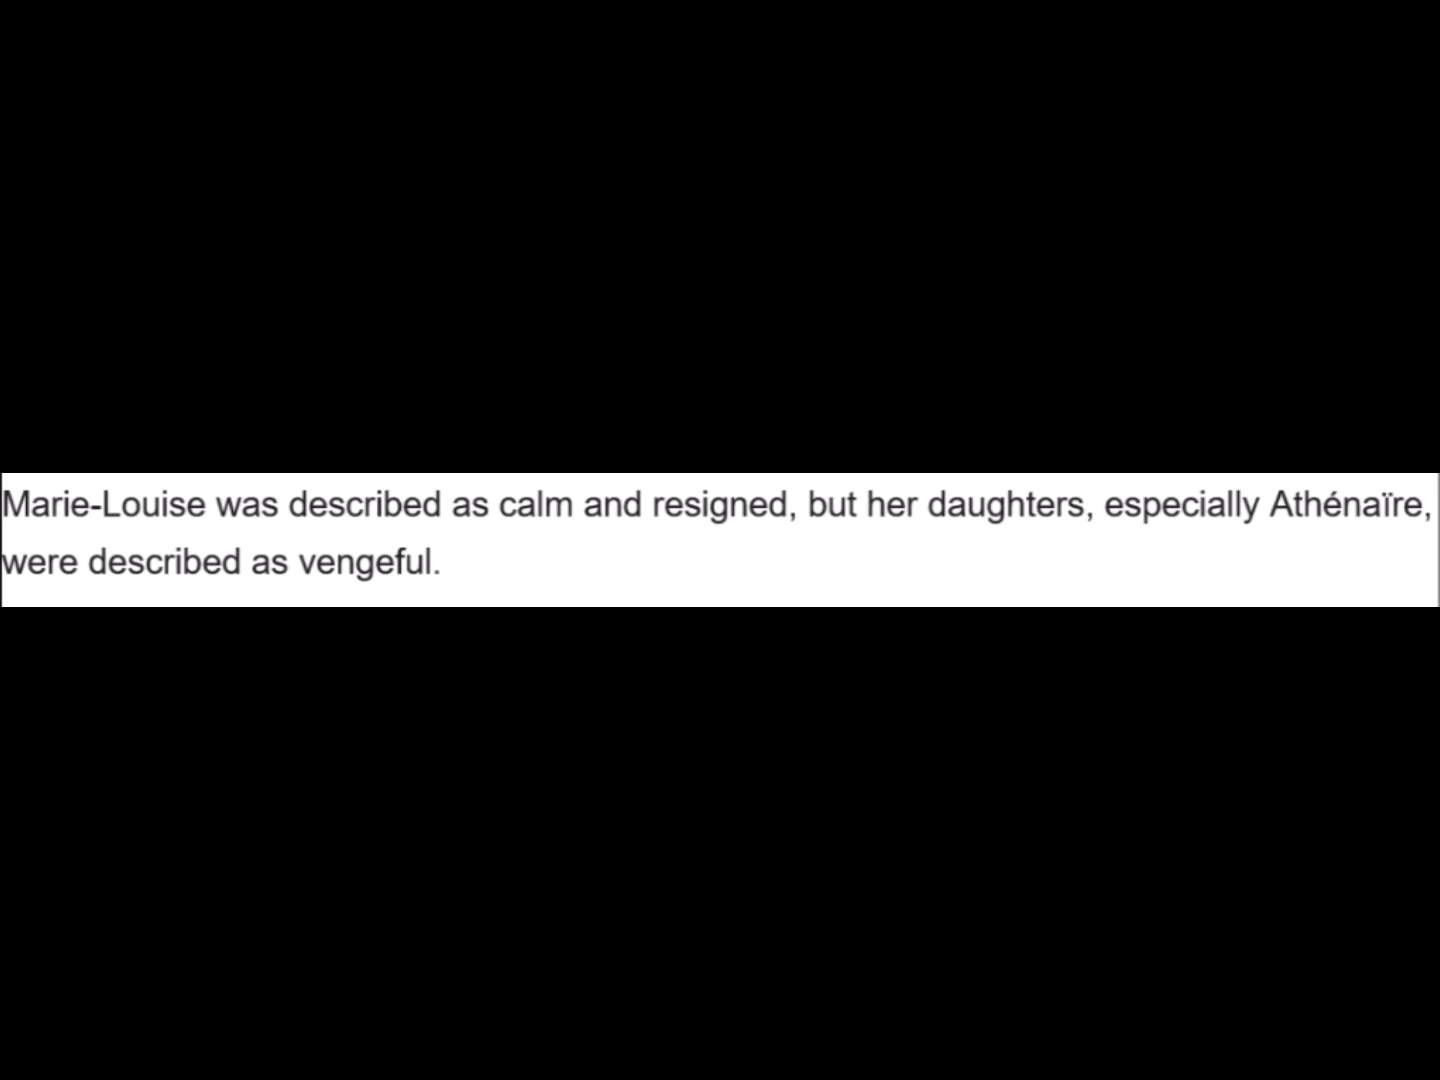 Marie-Louise was described as calm and resigned, but her daughters, especially Athénaïre,
were described as vengeful.